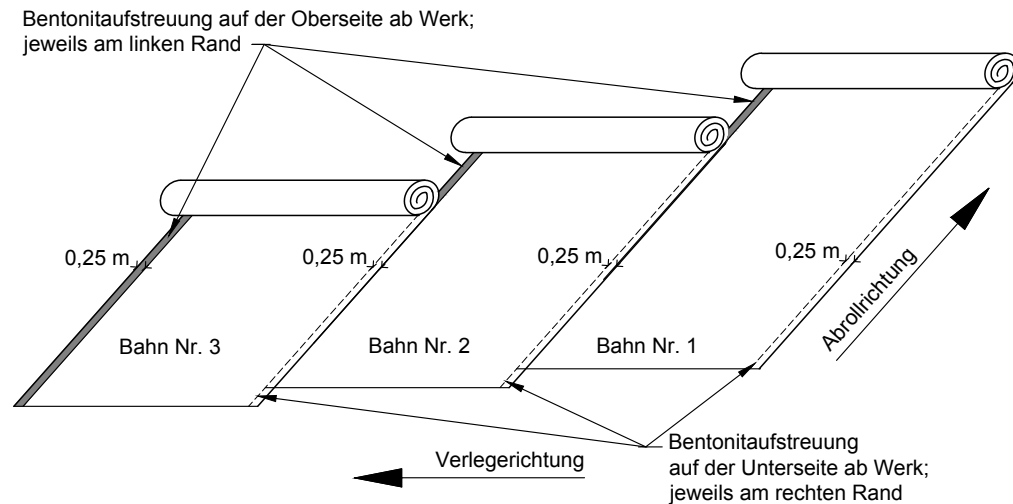 Bentonitaufstreuung auf der Oberseite ab Werk;
jeweils am linken Rand
0,25 m
0,25 m
0,25 m
0,25 m
Abrollrichtung
Bahn Nr. 3
Bahn Nr. 2
Bahn Nr. 1
Verlegerichtung
Bentonitaufstreuung
auf der Unterseite ab Werk;
jeweils am rechten Rand